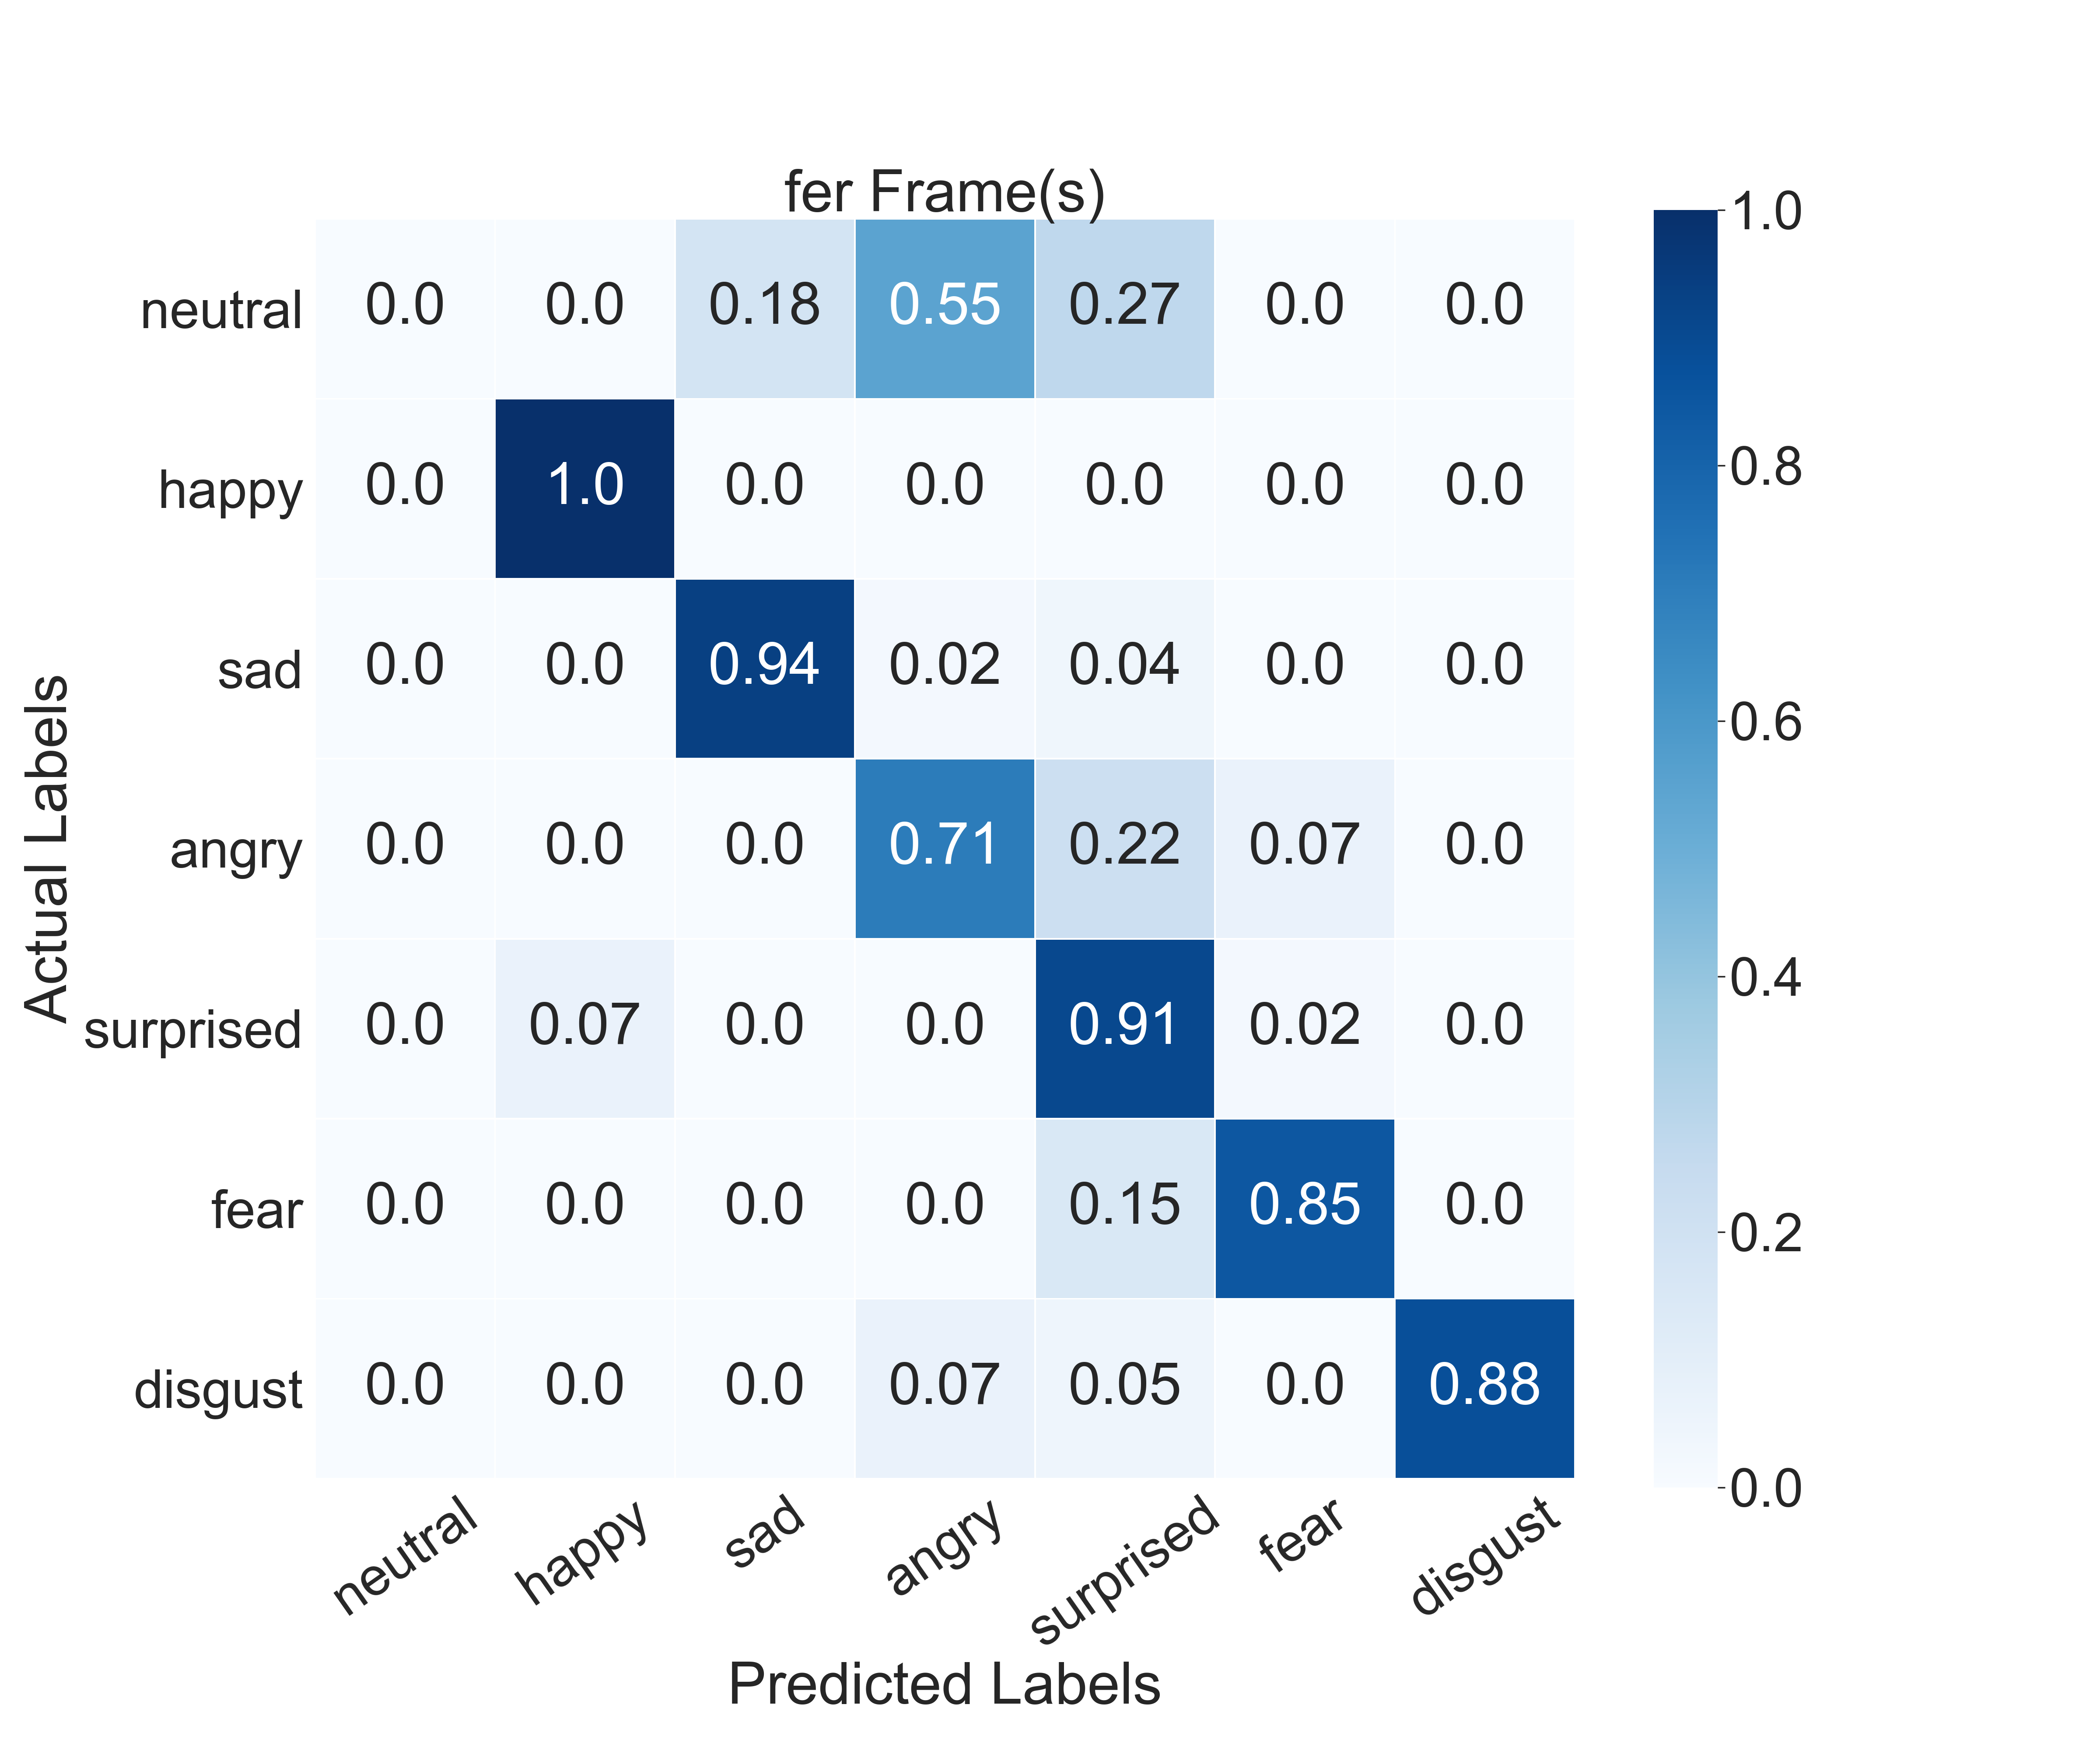 fer Frame(s)
neutral 0.0 0.0 0.18 0.55 0.27 0.0 0.0
happy 0.0 1.0 0.0 0.0 0.0 0.0 0.0
sad 0.0 0.0 0.94 0.02 0.04 0.0 0.0
angry 0.0 0.0 0.0 0.71 0.22 0.07 0.0
surprised 0.0 0.07 0.0 0.0 0.91 0.02 0.0
fear 0.0 0.0 0.0 0.0 0.15 0.85 0.0
disgust 0.0 0.0 0.0 0.07 0.05 0.0 0.88
neutral happy sad angry surprised fear disgust
Predicted Labels
Actual Labels
1.0
0.8
0.6
0.4
0.2
0.0